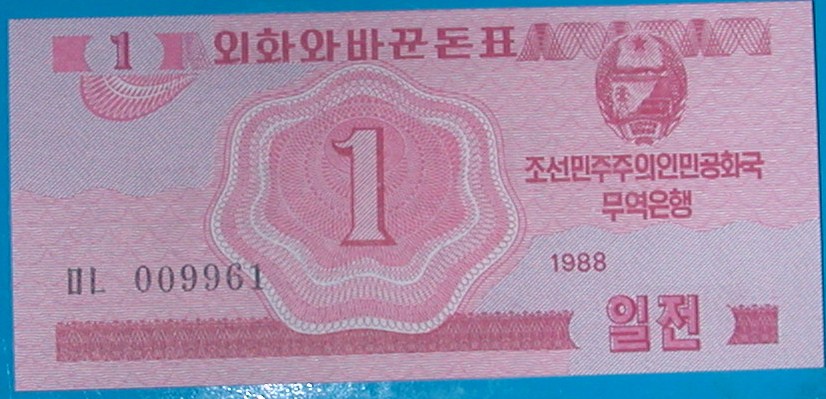 1 외화와바꾼돈표
조선민주주의인민공화국
무역은행
1
1988
ㅁㄴ 009961
일전